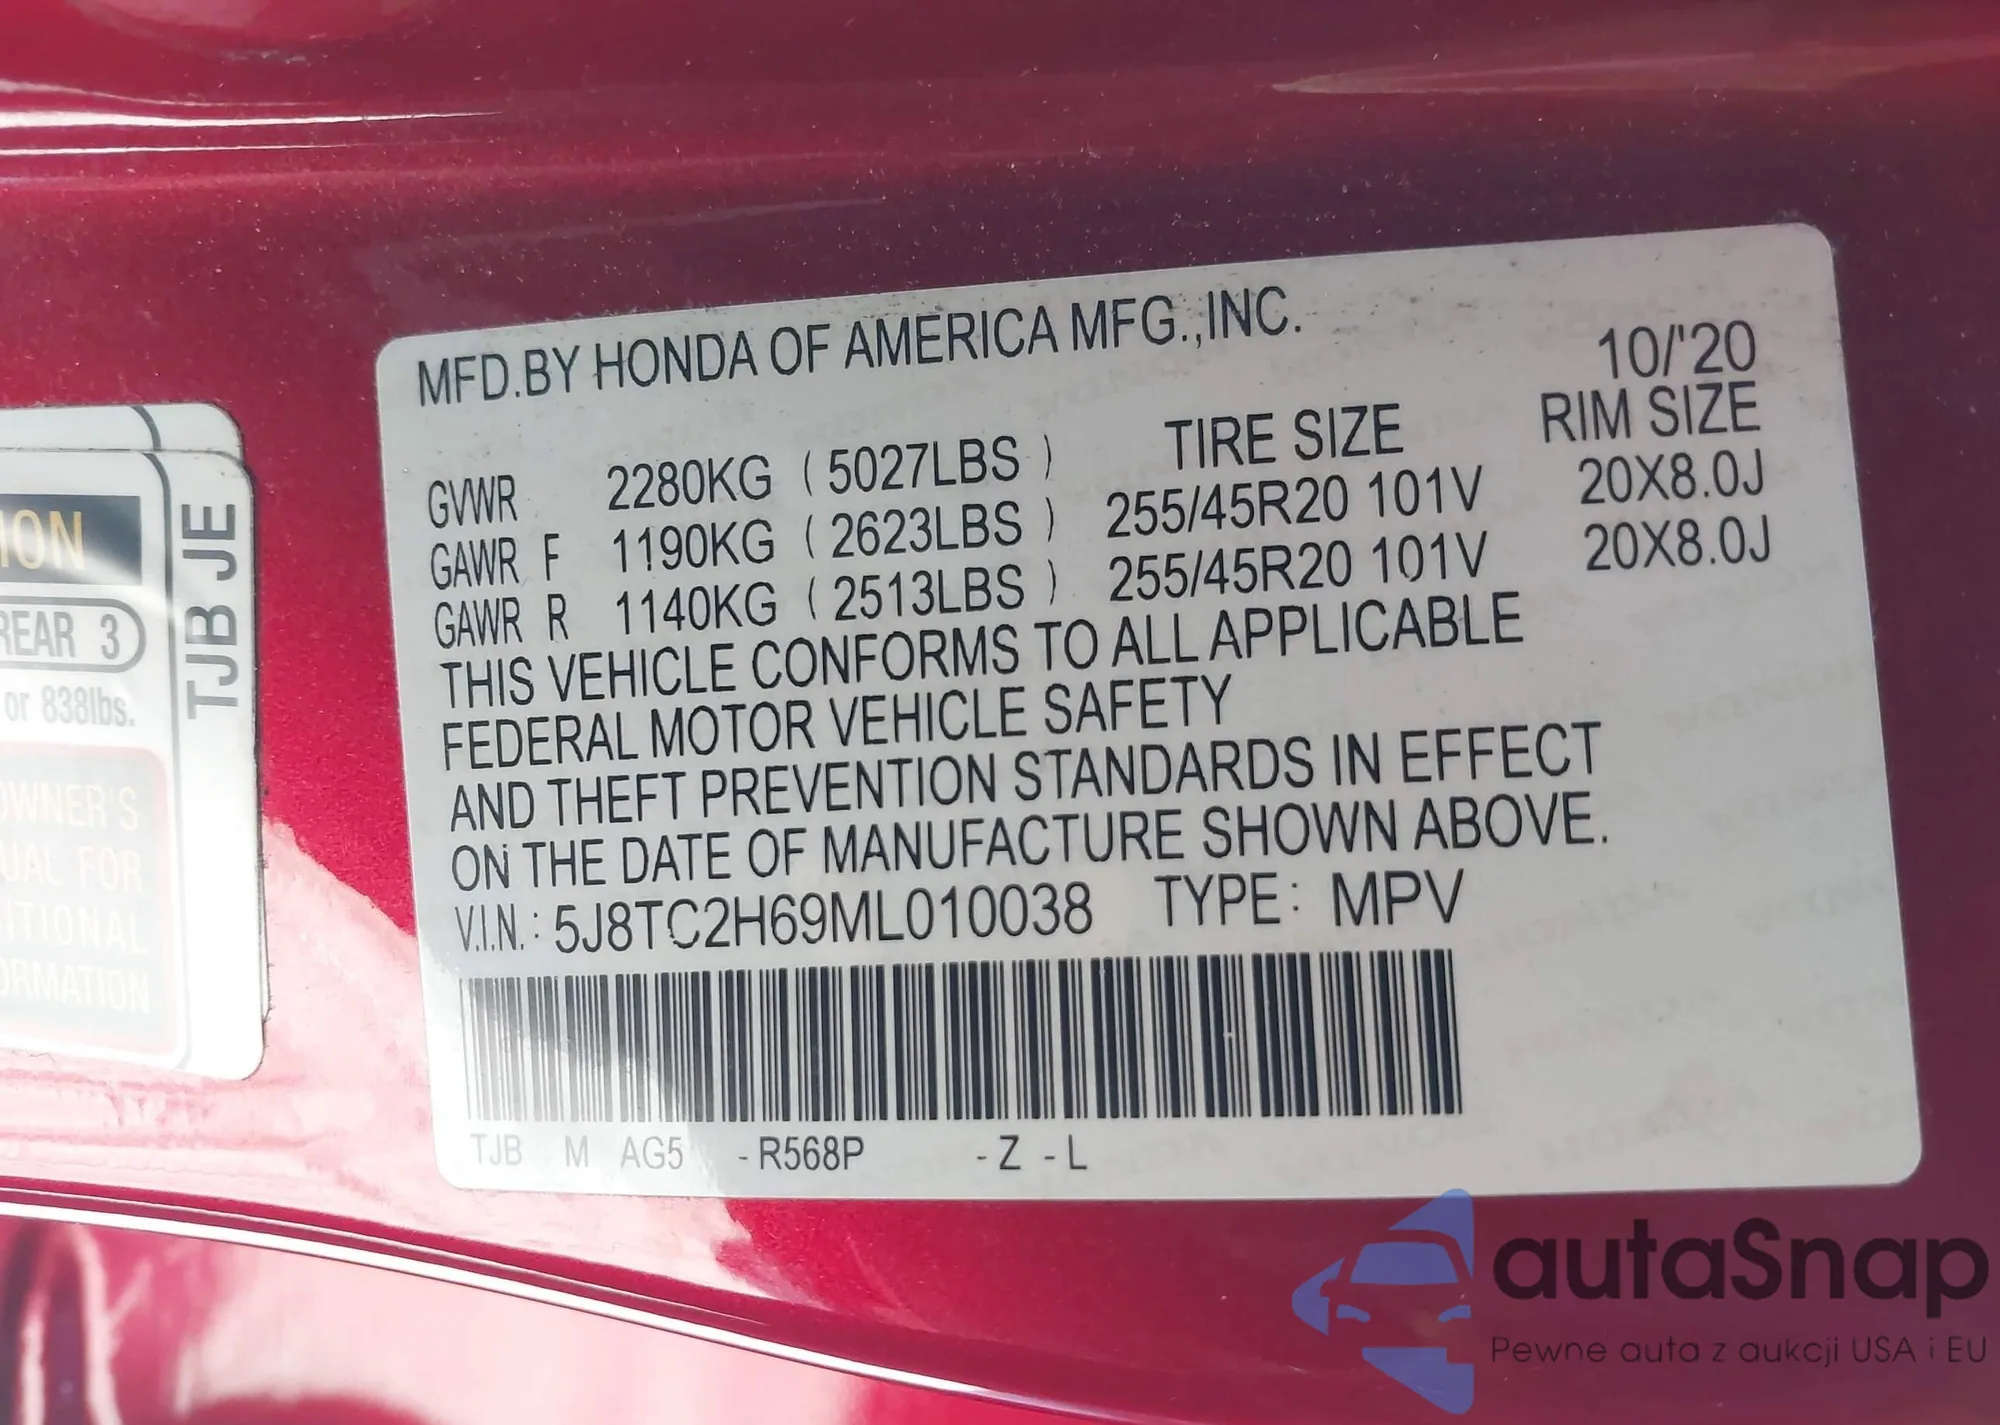 MFD.BY HONDA OF AMERICA MFG.,INC.
10/'20
TIRE SIZE RIM SIZE
GVWR 2280KG ( 5027LBS )
GAWR F 1190KG ( 2623LBS ) 255/45R20 101V 20X8.0J
GAWR R 1140KG ( 2513LBS ) 255/45R20 101V 20X8.0J
THIS VEHICLE CONFORMS TO ALL APPLICABLE
FEDERAL MOTOR VEHICLE SAFETY
AND THEFT PREVENTION STANDARDS IN EFFECT
ON THE DATE OF MANUFACTURE SHOWN ABOVE.
V.I.N.: 5J8TC2H69ML010038 TYPE: MPV
TJB M AG5 -R568P -Z -L
REAR 3
or 838lbs.
OWNER'S
FOR
TJB JE
autaSnap
Pewne auta z aukcji USA i EU